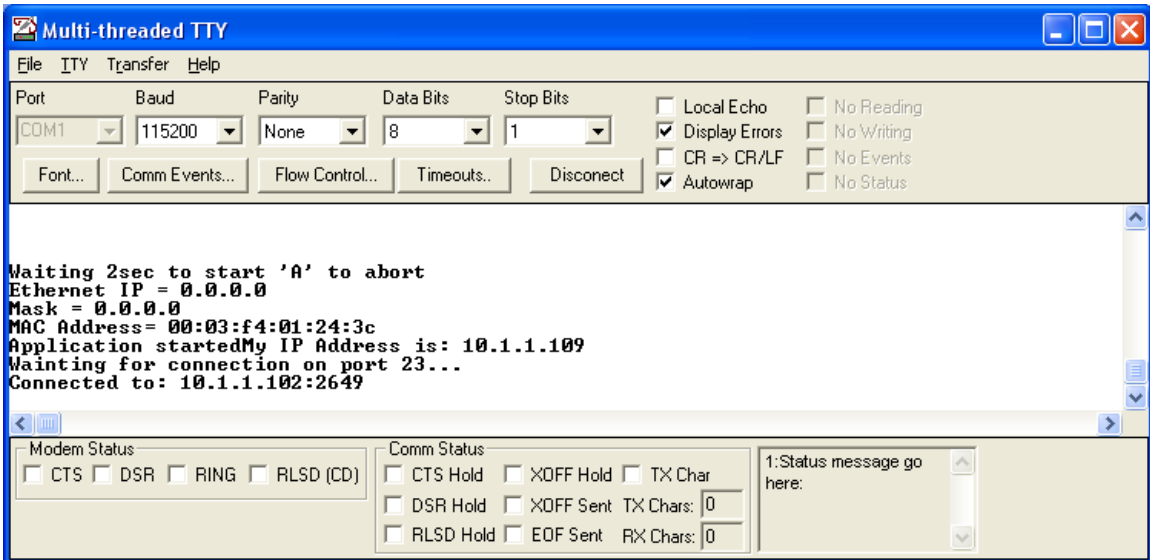 Multi-threaded TTY
File TTY Transfer Help
Port Baud Parity Data Bits Stop Bits
COM1 115200 None 8 1
Local Echo No Reading
Display Errors No Writing
CR => CR/LF No Events
Autowrap No Status
Font... Comm Events... Flow Control... Timeouts.. Disconect
Waiting 2sec to start 'A' to abort
Ethernet IP = 0.0.0.0
Mask = 0.0.0.0
MAC Address= 00:03:f4:01:24:3c
Application startedMy IP Address is: 10.1.1.109
Wainting for connection on port 23...
Connected to: 10.1.1.102:2649
Modem Status
CTS DSR RING RLSD (CD)
Comm Status
CTS Hold XOFF Hold TX Char
DSR Hold XOFF Sent TX Chars: 0
RLSD Hold EOF Sent RX Chars: 0
1:Status message go
here: